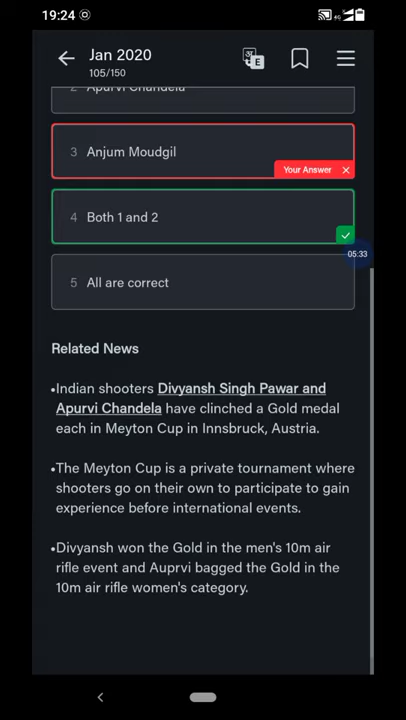 19:24
Jan 2020
105/150
2 Apurvi Chandela
3 Anjum Moudgil
Your Answer
4 Both 1 and 2
05:33
5 All are correct
Related News
•Indian shooters Divyansh Singh Pawar and
Apurvi Chandela have clinched a Gold medal
each in Meyton Cup in Innsbruck, Austria.
•The Meyton Cup is a private tournament where
shooters go on their own to participate to gain
experience before international events.
•Divyansh won the Gold in the men's 10m air
rifle event and Auprvi bagged the Gold in the
10m air rifle women's category.